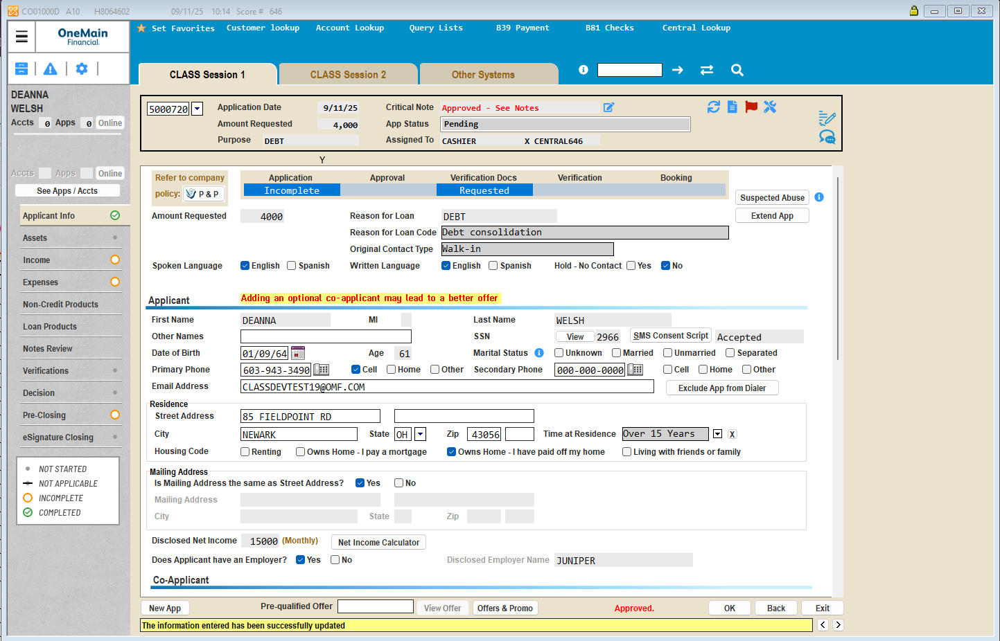 CO01000D A10 H8064602 09/11/25 10:14 Score # 646
OneMain
Financial.
Set Favorites Customer lookup Account Lookup Query Lists B39 Payment B81 Checks Central Lookup
CLASS Session 1 CLASS Session 2 Other Systems
DEANNA
WELSH
Accts 0 Apps 0 Online
Accts Apps Online
See Apps / Accts
Applicant Info
Assets
Income
Expenses
Non-Credit Products
Loan Products
Notes Review
Verifications
Decision
Pre-Closing
eSignature Closing
NOT STARTED
NOT APPLICABLE
INCOMPLETE
COMPLETED
5000720 Application Date 9/11/25 Critical Note Approved - See Notes
Amount Requested 4,000 App Status Pending
Purpose DEBT Assigned To CASHIER X CENTRAL646
Y
Refer to company
policy: P & P
Application Approval Verification Docs Verification Booking
Incomplete Requested
Suspected Abuse
Extend App
Amount Requested 4000 Reason for Loan DEBT
Reason for Loan Code Debt consolidation
Original Contact Type Walk-in
Spoken Language English Spanish Written Language English Spanish Hold - No Contact Yes No
Applicant Adding an optional co-applicant may lead to a better offer
First Name DEANNA MI Last Name WELSH
Other Names SSN View 2966 SMS Consent Script Accepted
Date of Birth 01/09/64 Age 61 Marital Status Unknown Married Unmarried Separated
Primary Phone 603-943-3490 Cell Home Other Secondary Phone 000-000-0000 Cell Home Other
Email Address CLASSDEVTEST19@OMF.COM Exclude App from Dialer
Residence
Street Address 85 FIELDPOINT RD
City NEWARK State OH Zip 43056 Time at Residence Over 15 Years X
Housing Code Renting Owns Home - I pay a mortgage Owns Home - I have paid off my home Living with friends or family
Mailing Address
Is Mailing Address the same as Street Address? Yes No
Mailing Address
City State Zip
Disclosed Net Income 15000 (Monthly) Net Income Calculator
Does Applicant have an Employer? Yes No Disclosed Employer Name JUNIPER
Co-Applicant
New App Pre-qualified Offer View Offer Offers & Promo Approved. OK Back Exit
The information entered has been successfully updated